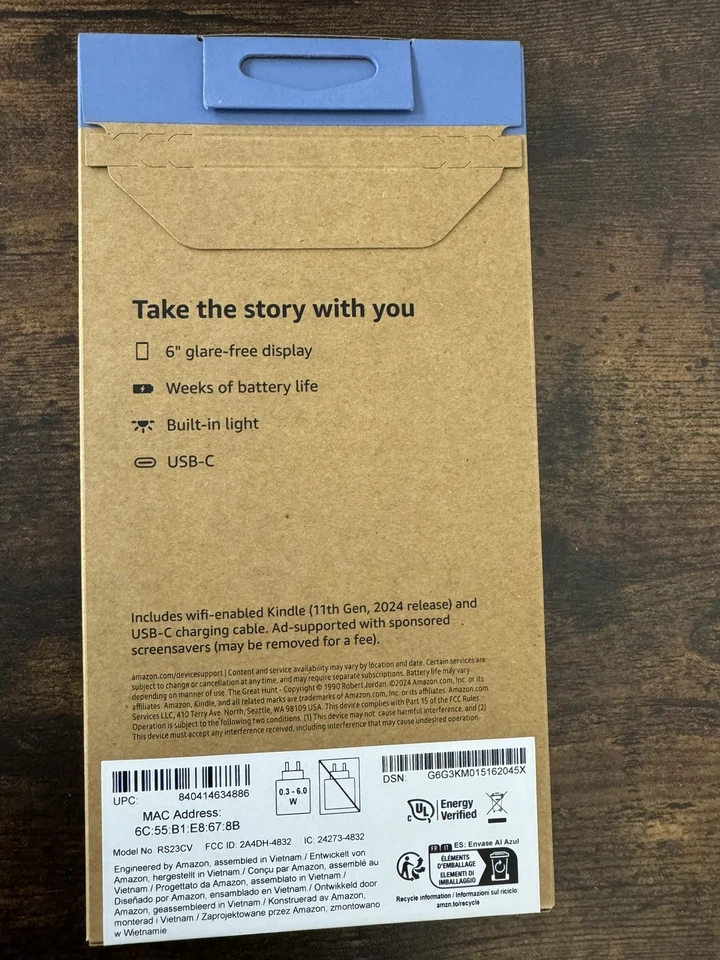 Take the story with you
6" glare-free display
Weeks of battery life
Built-in light
USB-C
Includes wifi-enabled Kindle (11th Gen, 2024 release) and
USB-C charging cable. Ad-supported with sponsored
screensavers (may be removed for a fee).
amazon.com/devicesupport | Content and service availability may vary by location and date. Certain services are
subject to change or cancellation at any time, and may require separate subscriptions. Battery life may vary
depending on manner of use. The Great Hunt - Copyright © 1990 Robert Jordan. ©2024 Amazon.com, Inc. or its
affiliates. Amazon, Kindle, and all related marks are trademarks of Amazon.com, Inc. or its affiliates. Amazon.com
Services LLC, 410 Terry Ave. North, Seattle, WA 98109 USA. This device complies with Part 15 of the FCC Rules.
Operation is subject to the following two conditions. (1) This device may not cause harmful interference, and (2)
This device must accept any interference received, including interference that may cause undesired operation.
UPC: 840414634886
0.3 - 6.0
W
DSN: G6G3KM015162045X
MAC Address:
6C:55:B1:E8:67:8B
c UL Energy
Verified
Model No. RS23CV FCC ID: 2A4DH-4832 IC: 24273-4832
Engineered by Amazon, assembled in Vietnam / Entwickelt von
Amazon, hergestellt in Vietnam / Conçu par Amazon, assemblé au
Vietnam / Progettato da Amazon, assemblato in Vietnam /
Diseñado por Amazon, ensamblado en Vietnam / Ontwikkeld door
Amazon, geassembleerd in Vietnam / Konstruerad av Amazon,
monterad i Vietnam / Zaprojektowane przez Amazon, zmontowano
w Wietnamie
FR IT ES: Envase Al Azul
ÉLÉMENTS
D'EMBALLAGE
ELEMENTI DI
IMBALLAGGIO
Recycle information / Informations sul riciclo:
amzn.to/recycle